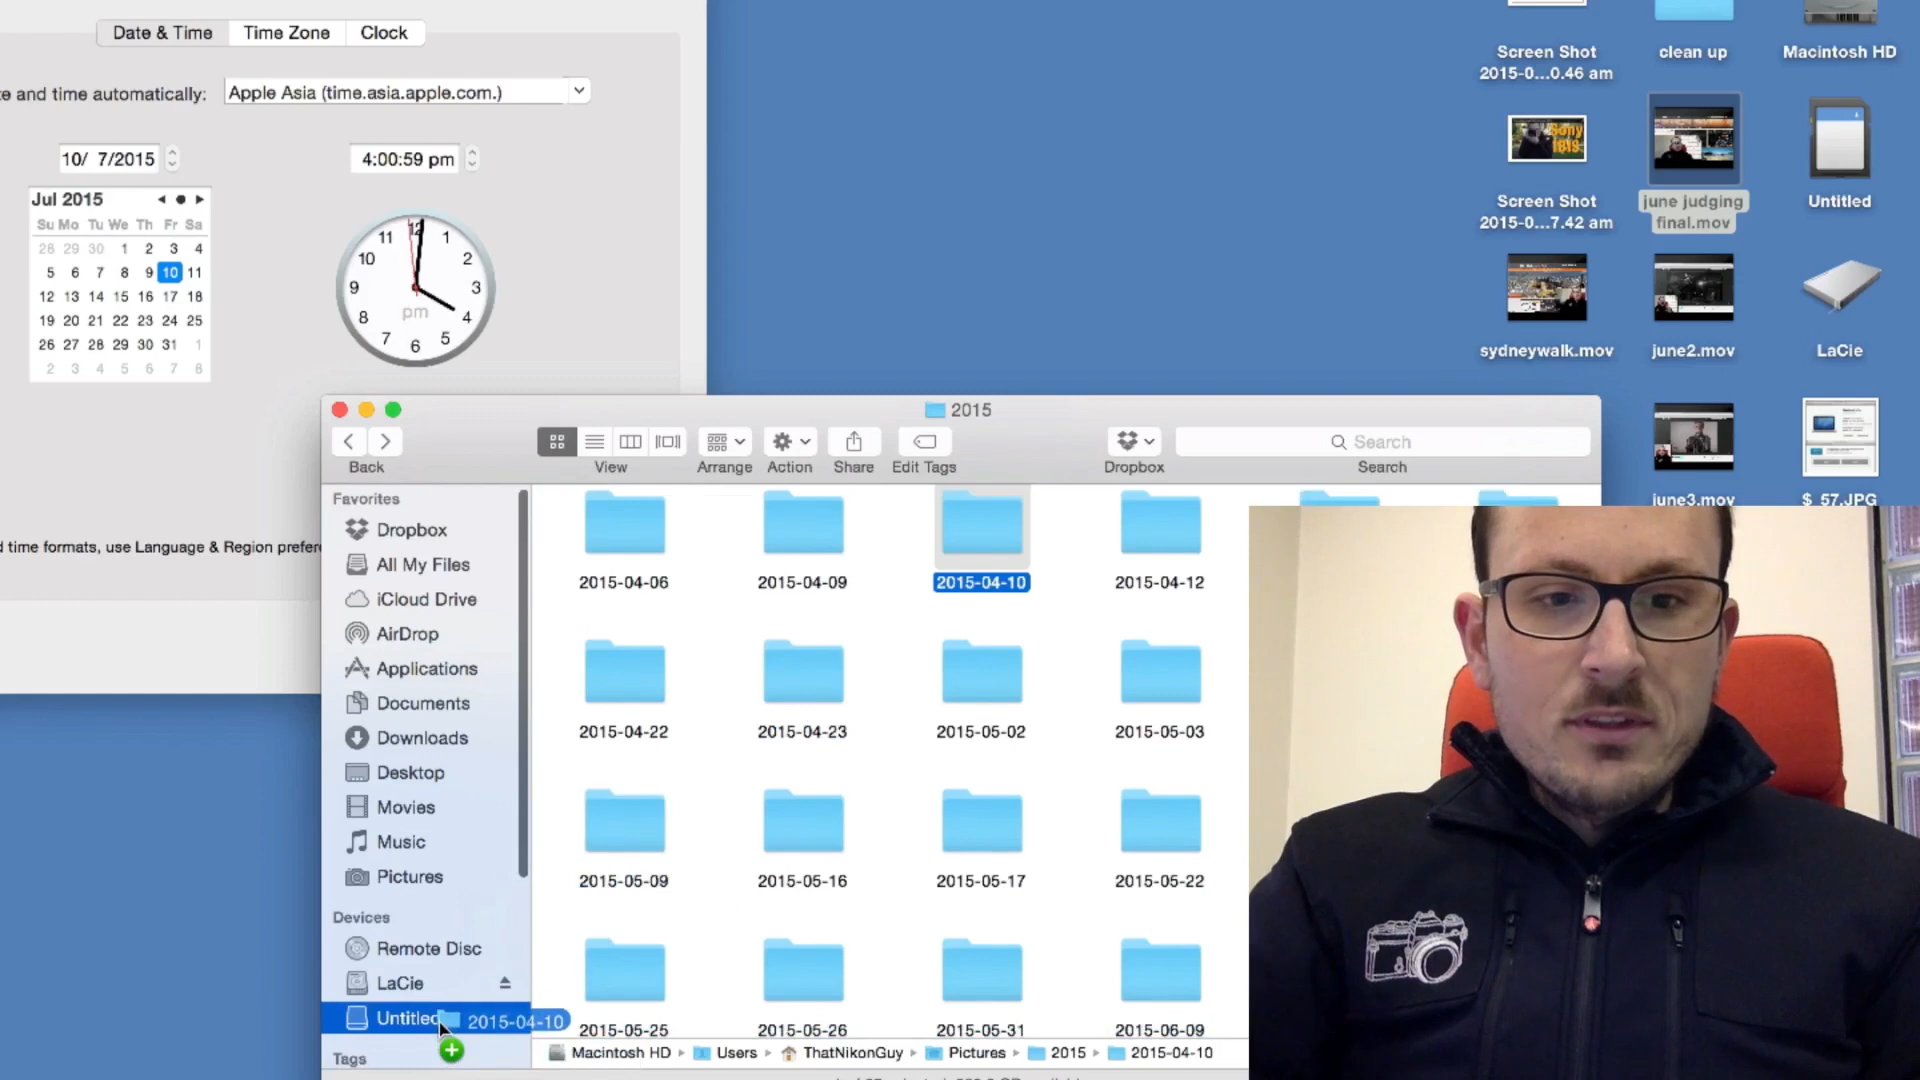 Date & Time Time Zone Clock
e and time automatically: Apple Asia (time.asia.apple.com.)
10/ 7/2015 4:00:59 pm
Jul 2015
Su Mo Tu We Th Fr Sa
28 29 30 1 2 3 4
5 6 7 8 9 10 11
12 13 14 15 16 17 18
19 20 21 22 23 24 25
26 27 28 29 30 31 1
2 3 4 5 6 7 8
12
11 1
10 2
9 3
pm
8 4
7 5
6
d time formats, use Language & Region prefere
Screen Shot
2015-0...0.46 am
clean up
Macintosh HD
Sony
Screen Shot
2015-0...7.42 am
june judging
final.mov
Untitled
sydneywalk.mov
june2.mov
LaCie
june3.mov
$_57.JPG
2015
Search
Back View Arrange Action Share Edit Tags Dropbox Search
Favorites
Dropbox
All My Files
iCloud Drive
AirDrop
Applications
Documents
Downloads
Desktop
Movies
Music
Pictures
Devices
Remote Disc
LaCie
Untitled 2015-04-10
Tags
2015-04-06 2015-04-09 2015-04-10 2015-04-12
2015-04-22 2015-04-23 2015-05-02 2015-05-03
2015-05-09 2015-05-16 2015-05-17 2015-05-22
2015-05-25 2015-05-26 2015-05-31 2015-06-09
Macintosh HD Users ThatNikonGuy Pictures 2015 2015-04-10